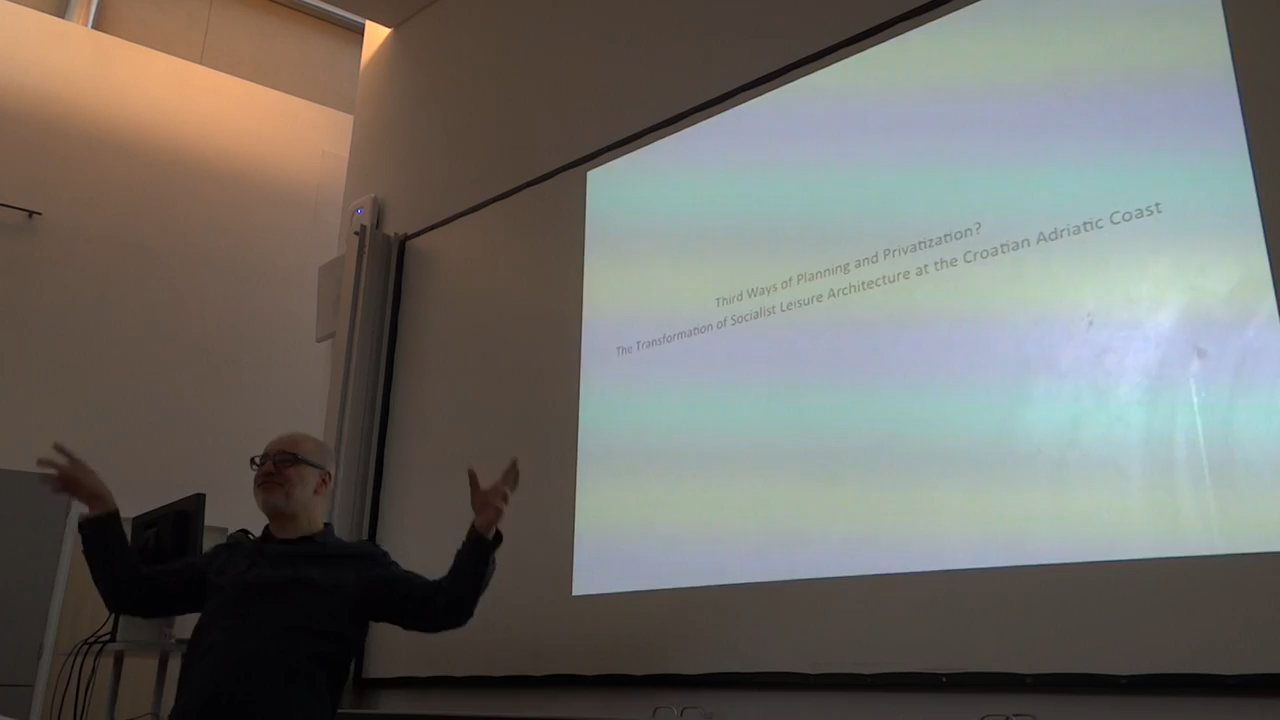 Third Ways of Planning and Privatization?
The Transformation of Socialist Leisure Architecture at the Croatian Adriatic Coast